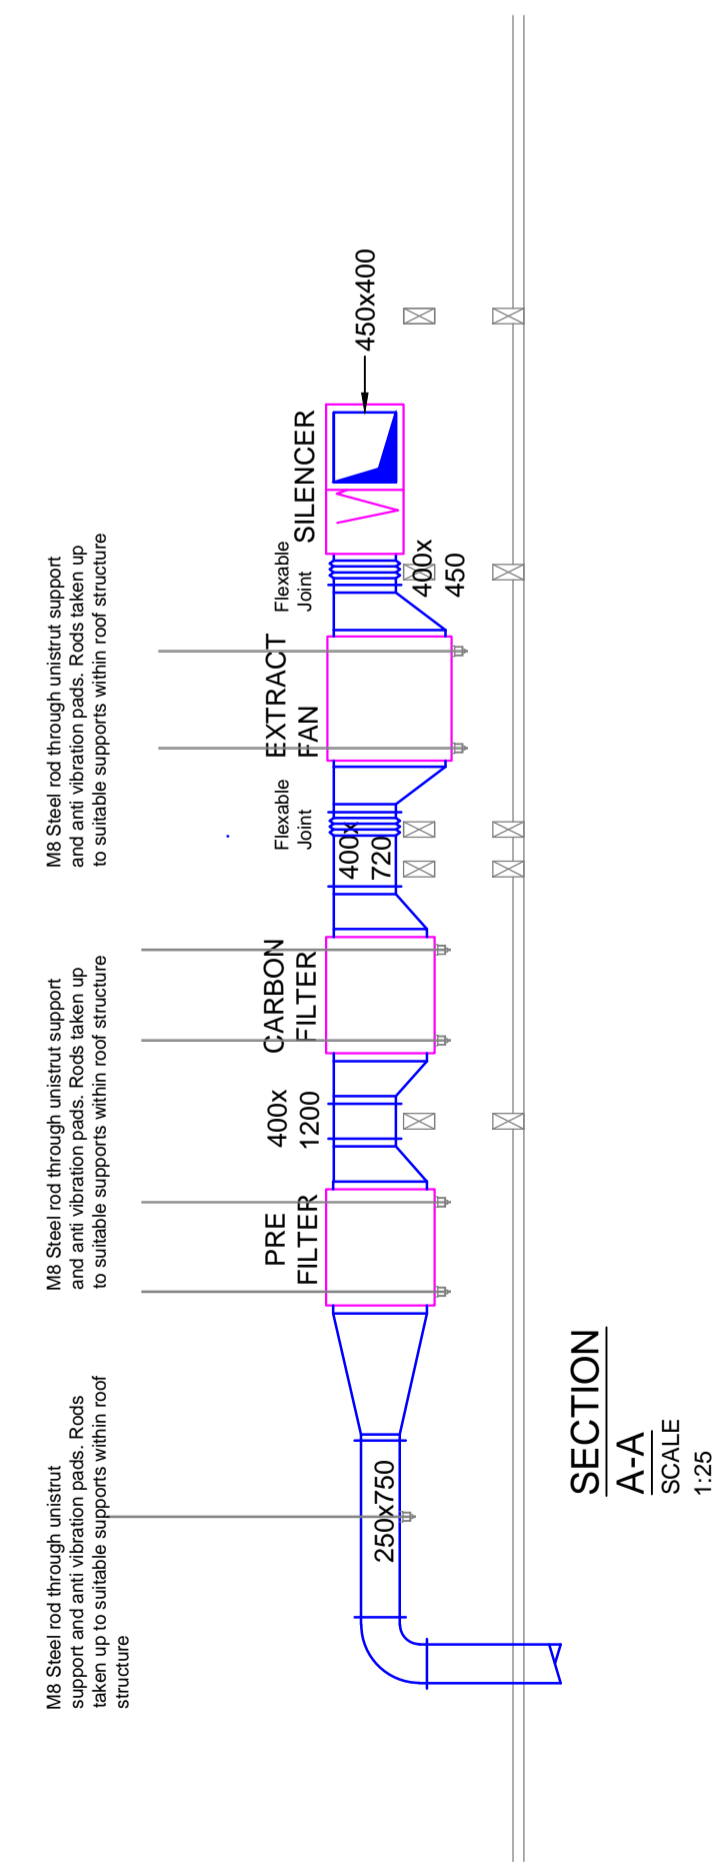 M8 Steel rod through unistrut
support and anti vibration pads. Rods
taken up to suitable supports within roof
structure
M8 Steel rod through unistrut support
and anti vibration pads. Rods taken up
to suitable supports within roof structure
M8 Steel rod through unistrut support
and anti vibration pads. Rods taken up
to suitable supports within roof structure
250x750
PRE
FILTER
400x
1200
CARBON
FILTER
400x
720
Flexable
Joint
EXTRACT
FAN
Flexable
Joint
400x
450
SILENCER
450x400
SECTION
A-A
SCALE
1:25